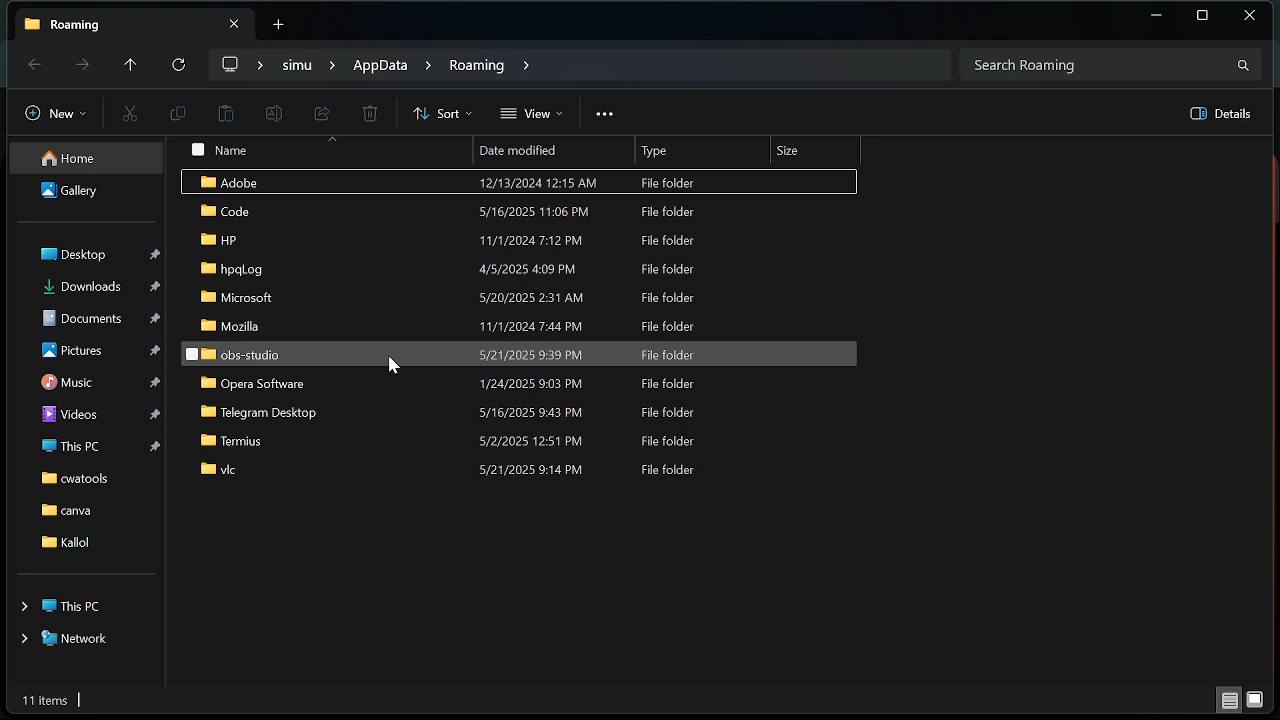 Roaming
simu > AppData > Roaming >
Search Roaming
New
Sort
View
Details
Home
Gallery
Desktop
Downloads
Documents
Pictures
Music
Videos
This PC
cwatools
canva
Kallol
This PC
Network
Name Date modified Type Size
Adobe 12/13/2024 12:15 AM File folder
Code 5/16/2025 11:06 PM File folder
HP 11/1/2024 7:12 PM File folder
hpqLog 4/5/2025 4:09 PM File folder
Microsoft 5/20/2025 2:31 AM File folder
Mozilla 11/1/2024 7:44 PM File folder
obs-studio 5/21/2025 9:39 PM File folder
Opera Software 1/24/2025 9:03 PM File folder
Telegram Desktop 5/16/2025 9:43 PM File folder
Termius 5/2/2025 12:51 PM File folder
vlc 5/21/2025 9:14 PM File folder
11 items